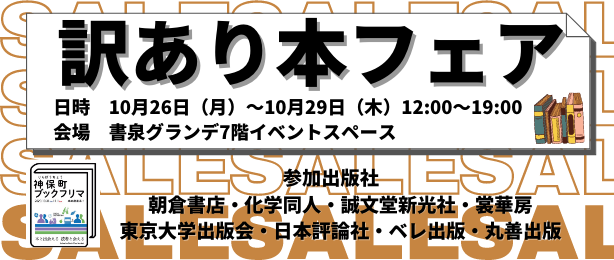 SALESALESALESAL
訳あり本フェア
日時 10月26日（月）～10月29日（木）12:00～19:00
会場 書泉グランデ7階イベントスペース
参加出版社
朝倉書店・化学同人・誠文堂新光社・裳華房
東京大学出版会・日本評論社・ベレ出版・丸善出版
神保町
ブックフリマ